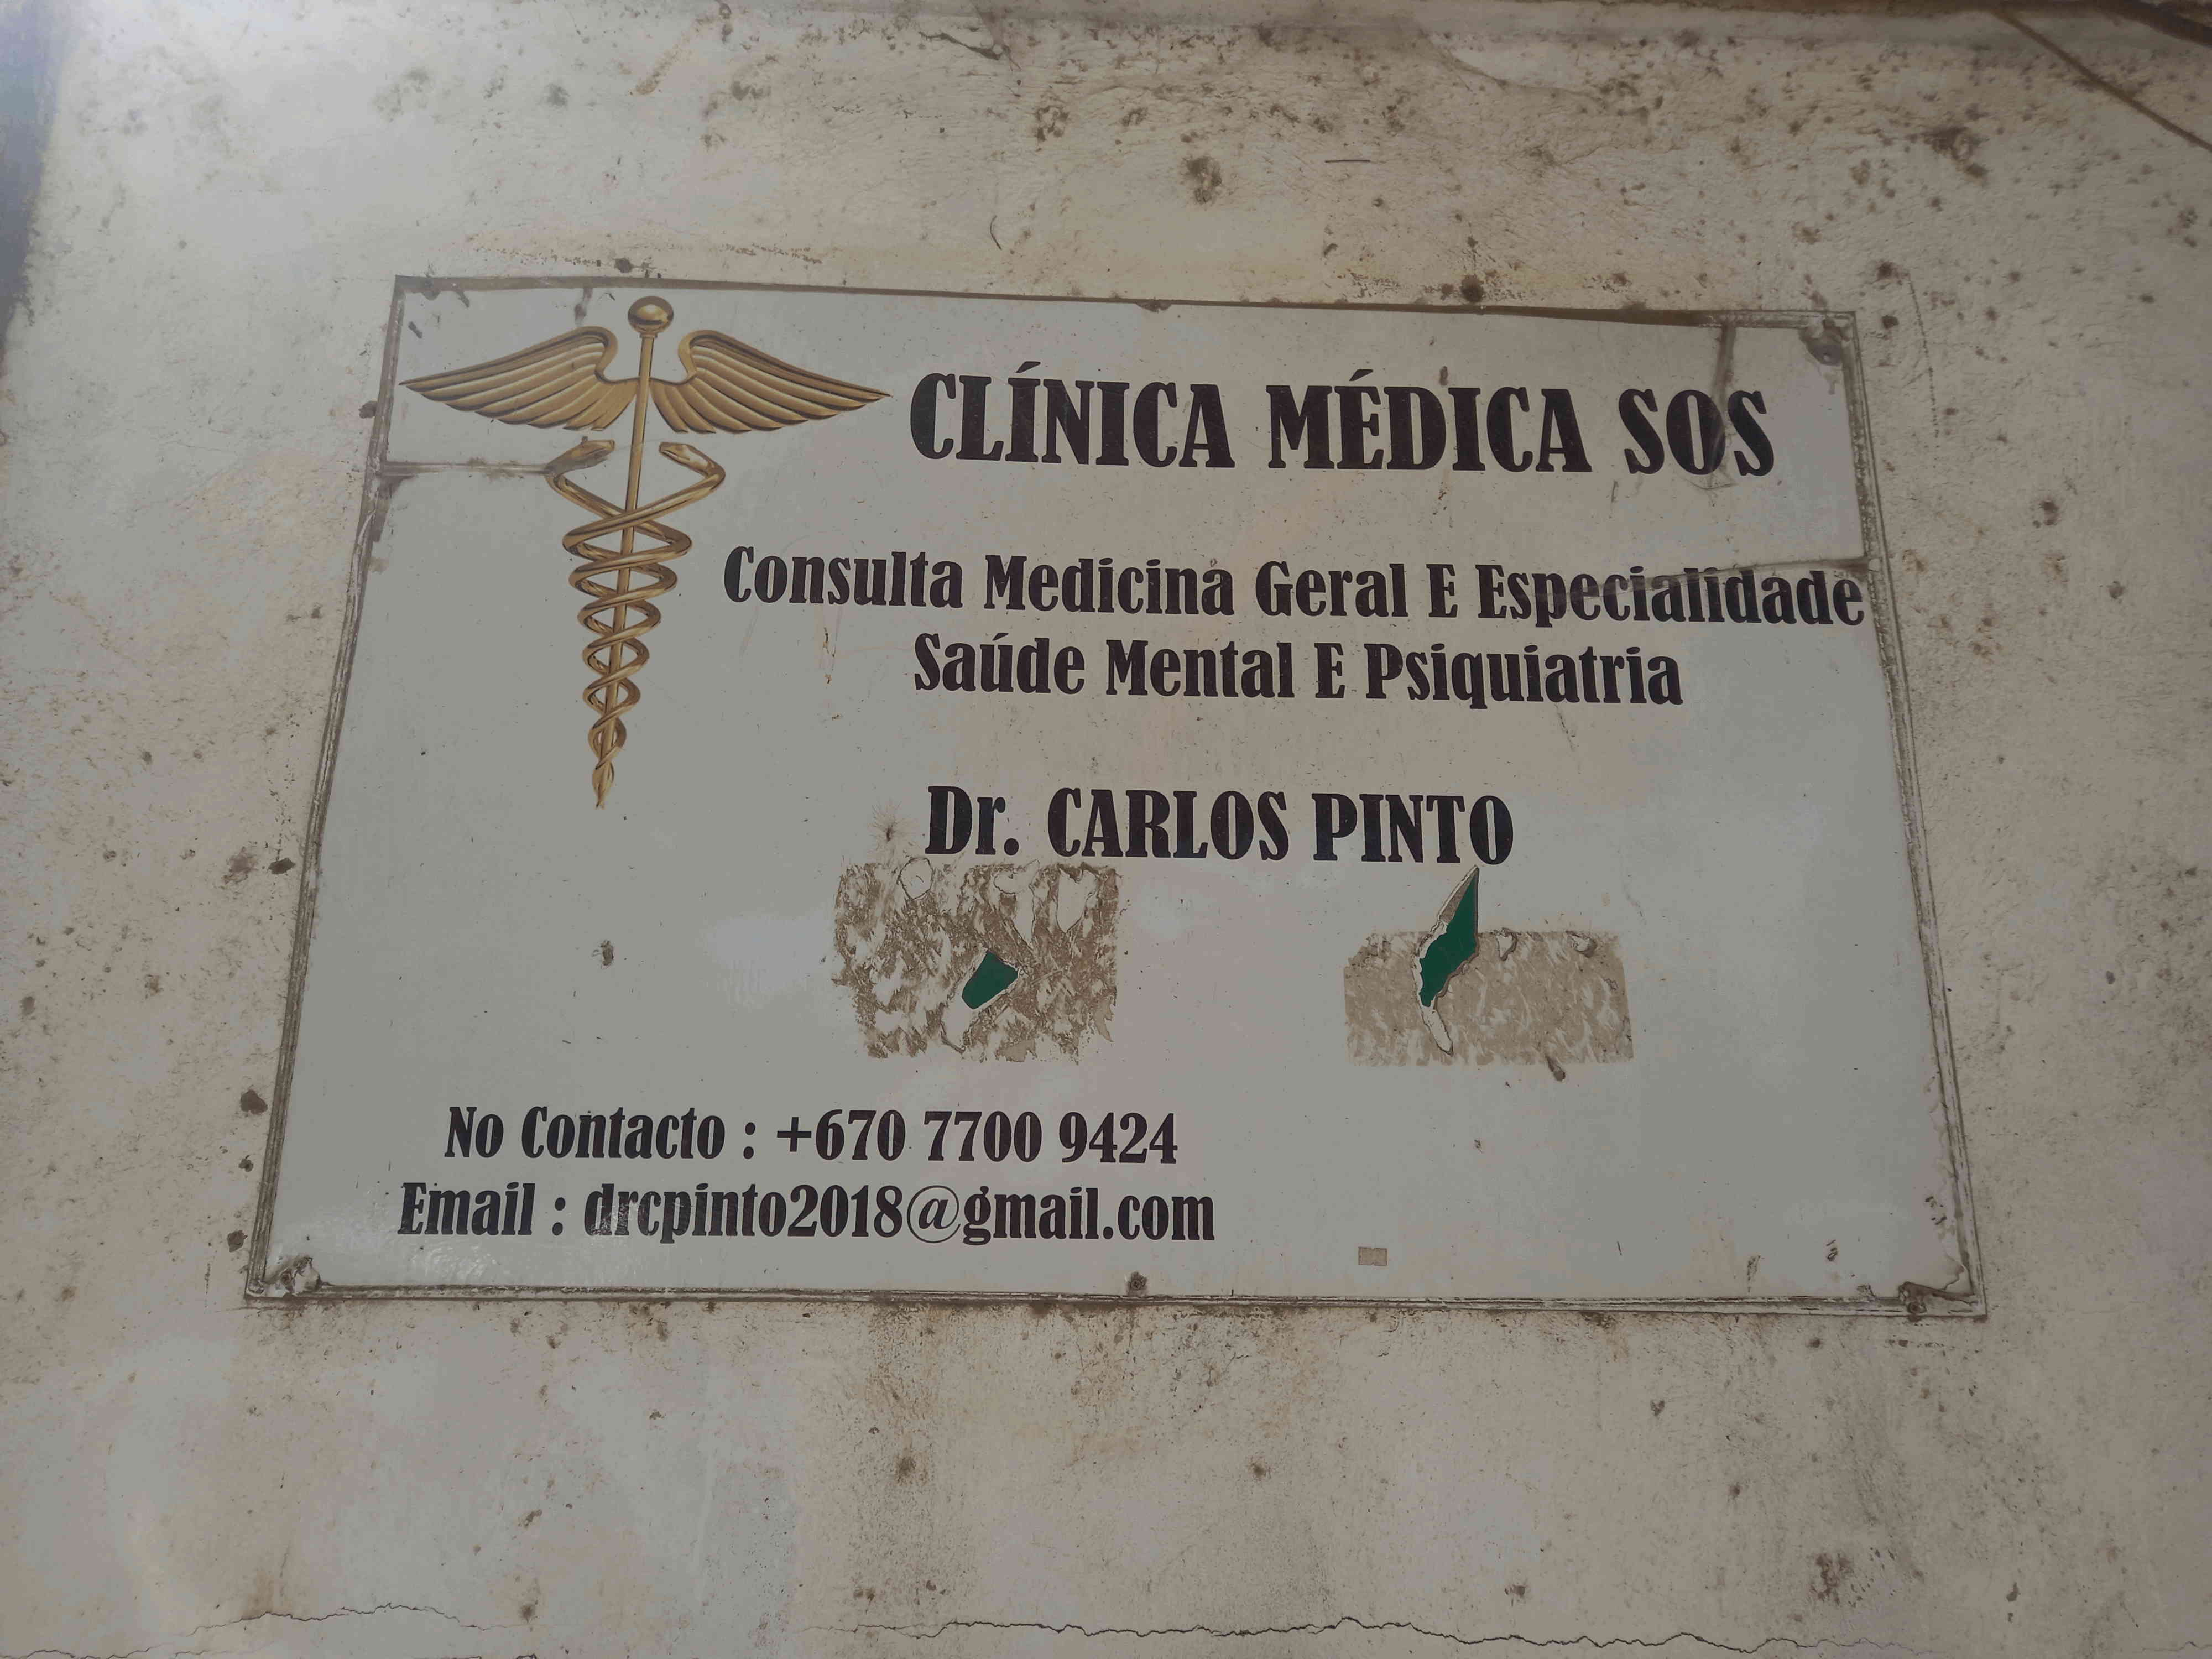 CLÍNICA MÉDICA SOS
Consulta Medicina Geral E Especialidade
Saúde Mental E Psiquiatria
Dr. CARLOS PINTO
No Contacto : +670 7700 9424
Email : drcpinto2018@gmail.com